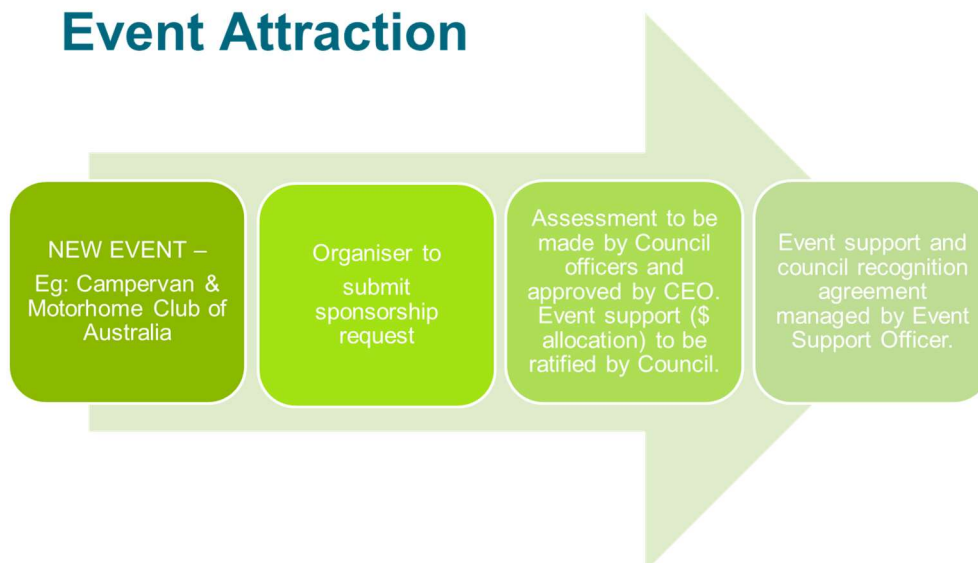 Event Attraction
NEW EVENT –
Eg: Campervan &
Motorhome Club of
Australia
Organiser to
submit
sponsorship
request
Assessment to be
made by Council
officers and
approved by CEO.
Event support ($
allocation) to be
ratified by Council.
Event support and
council recognition
agreement
managed by Event
Support Officer.